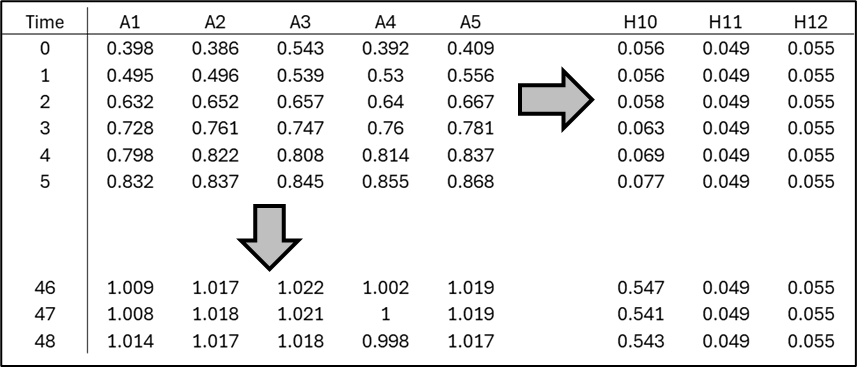 Time A1 A2 A3 A4 A5 H10 H11 H12
0 0.398 0.386 0.543 0.392 0.409 0.056 0.049 0.055
1 0.495 0.496 0.539 0.53 0.556 0.056 0.049 0.055
2 0.632 0.652 0.657 0.64 0.667 0.058 0.049 0.055
3 0.728 0.761 0.747 0.76 0.781 0.063 0.049 0.055
4 0.798 0.822 0.808 0.814 0.837 0.069 0.049 0.055
5 0.832 0.837 0.845 0.855 0.868 0.077 0.049 0.055
46 1.009 1.017 1.022 1.002 1.019 0.547 0.049 0.055
47 1.008 1.018 1.021 1 1.019 0.541 0.049 0.055
48 1.014 1.017 1.018 0.998 1.017 0.543 0.049 0.055